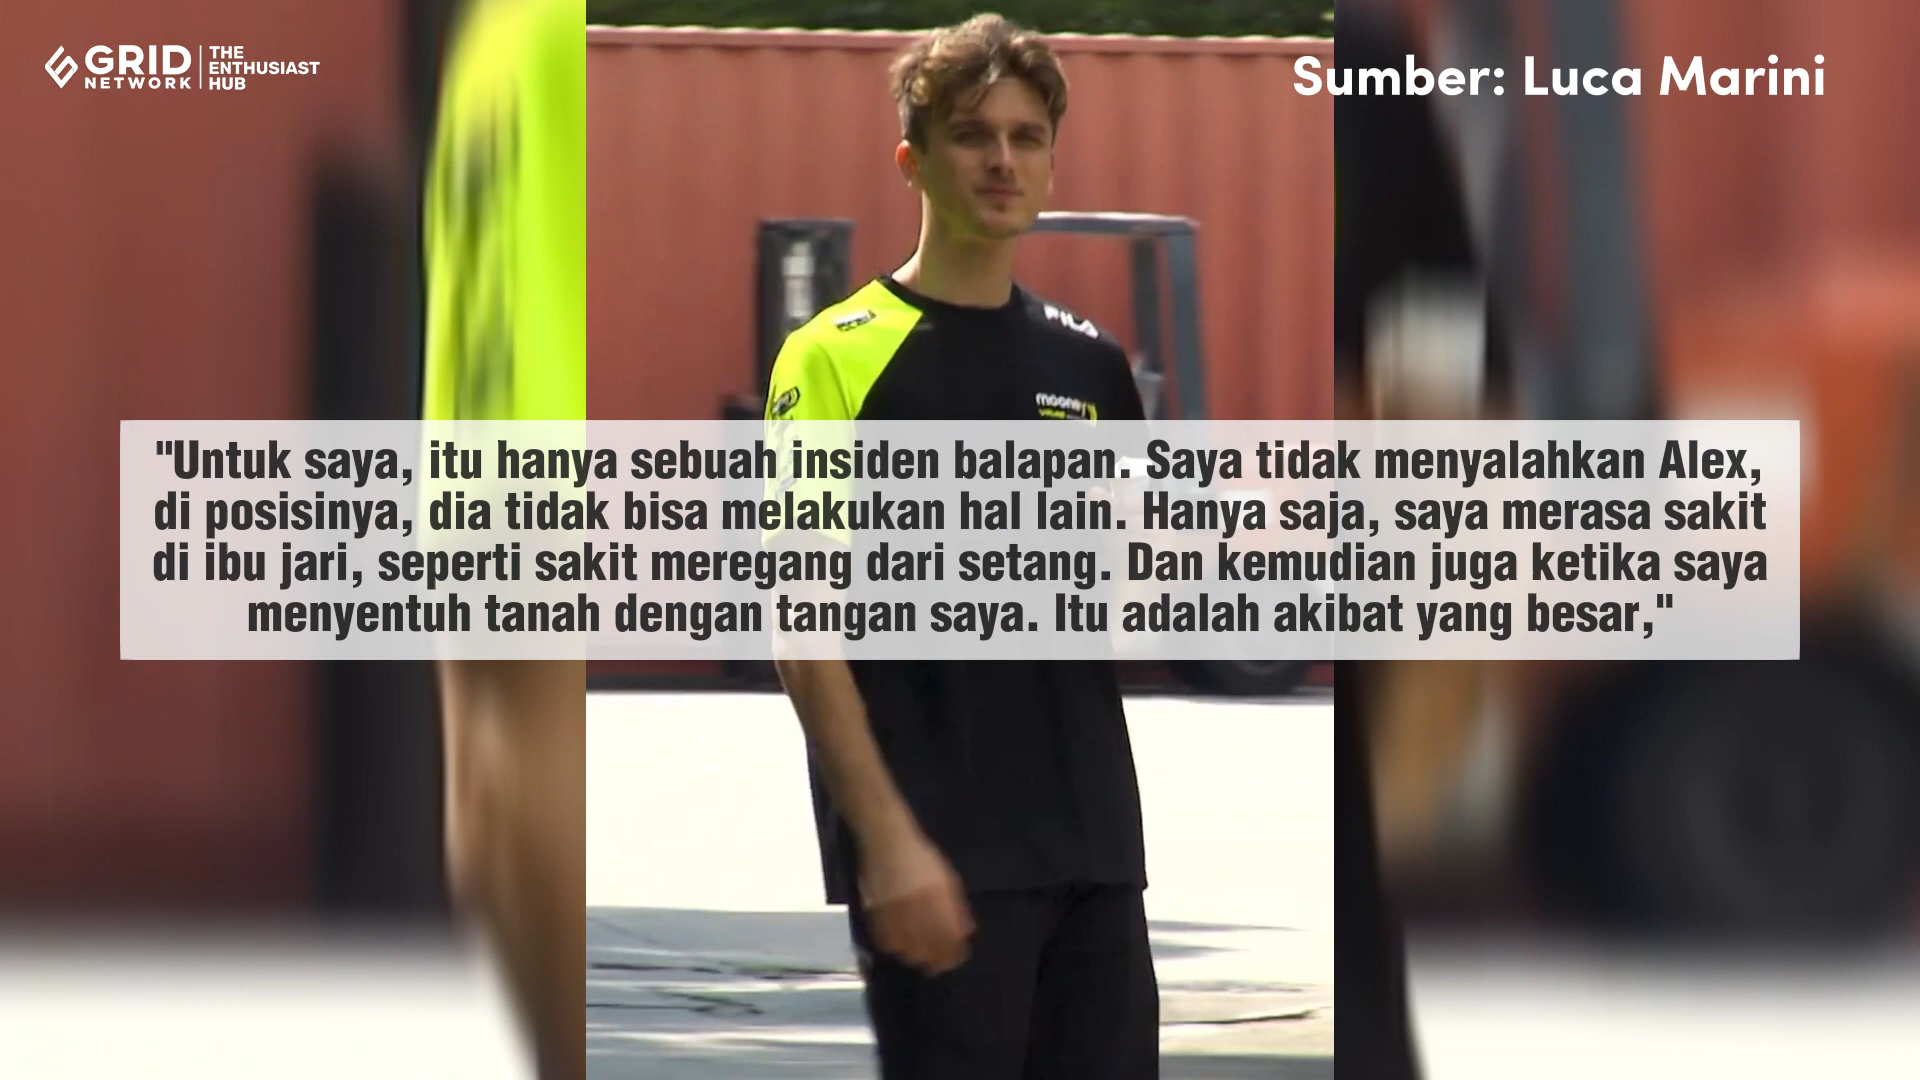 GRID
NETWORK
THE
ENTHUSIAST
HUB
Sumber: Luca Marini
FILA
mooney
"Untuk saya, itu hanya sebuah insiden balapan. Saya tidak menyalahkan Alex,
di posisinya, dia tidak bisa melakukan hal lain. Hanya saja, saya merasa sakit
di ibu jari, seperti sakit meregang dari setang. Dan kemudian juga ketika saya
menyentuh tanah dengan tangan saya. Itu adalah akibat yang besar,"